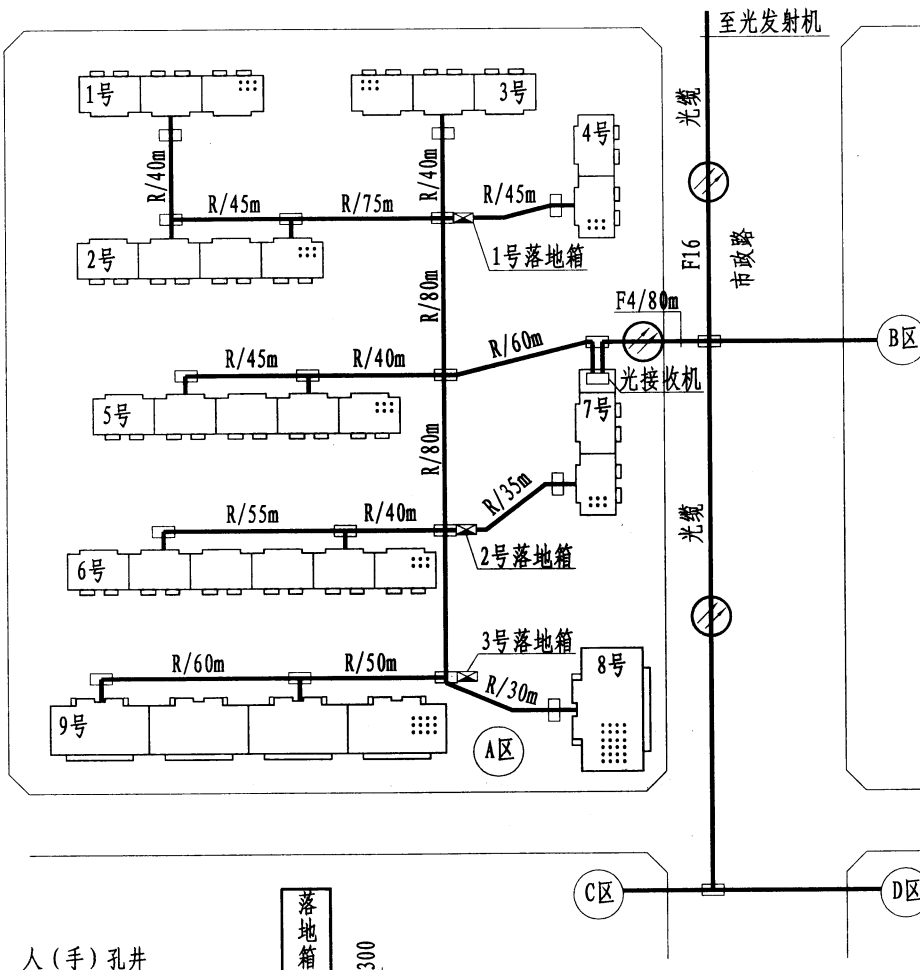 至光发射机
1号
3号
4号
光缆
R/40m
R/40m
R/45m
R/75m
R/45m
2号
1号落地箱
F16
市政路
R/80m
F4/80m
R/60m
B区
R/45m
R/40m
光接收机
5号
7号
R/80m
R/35m
R/55m
R/40m
光缆
2号落地箱
6号
3号落地箱
R/60m
R/50m
8号
R/30m
9号
A区
C区
D区
落地箱
300
人(手)孔井